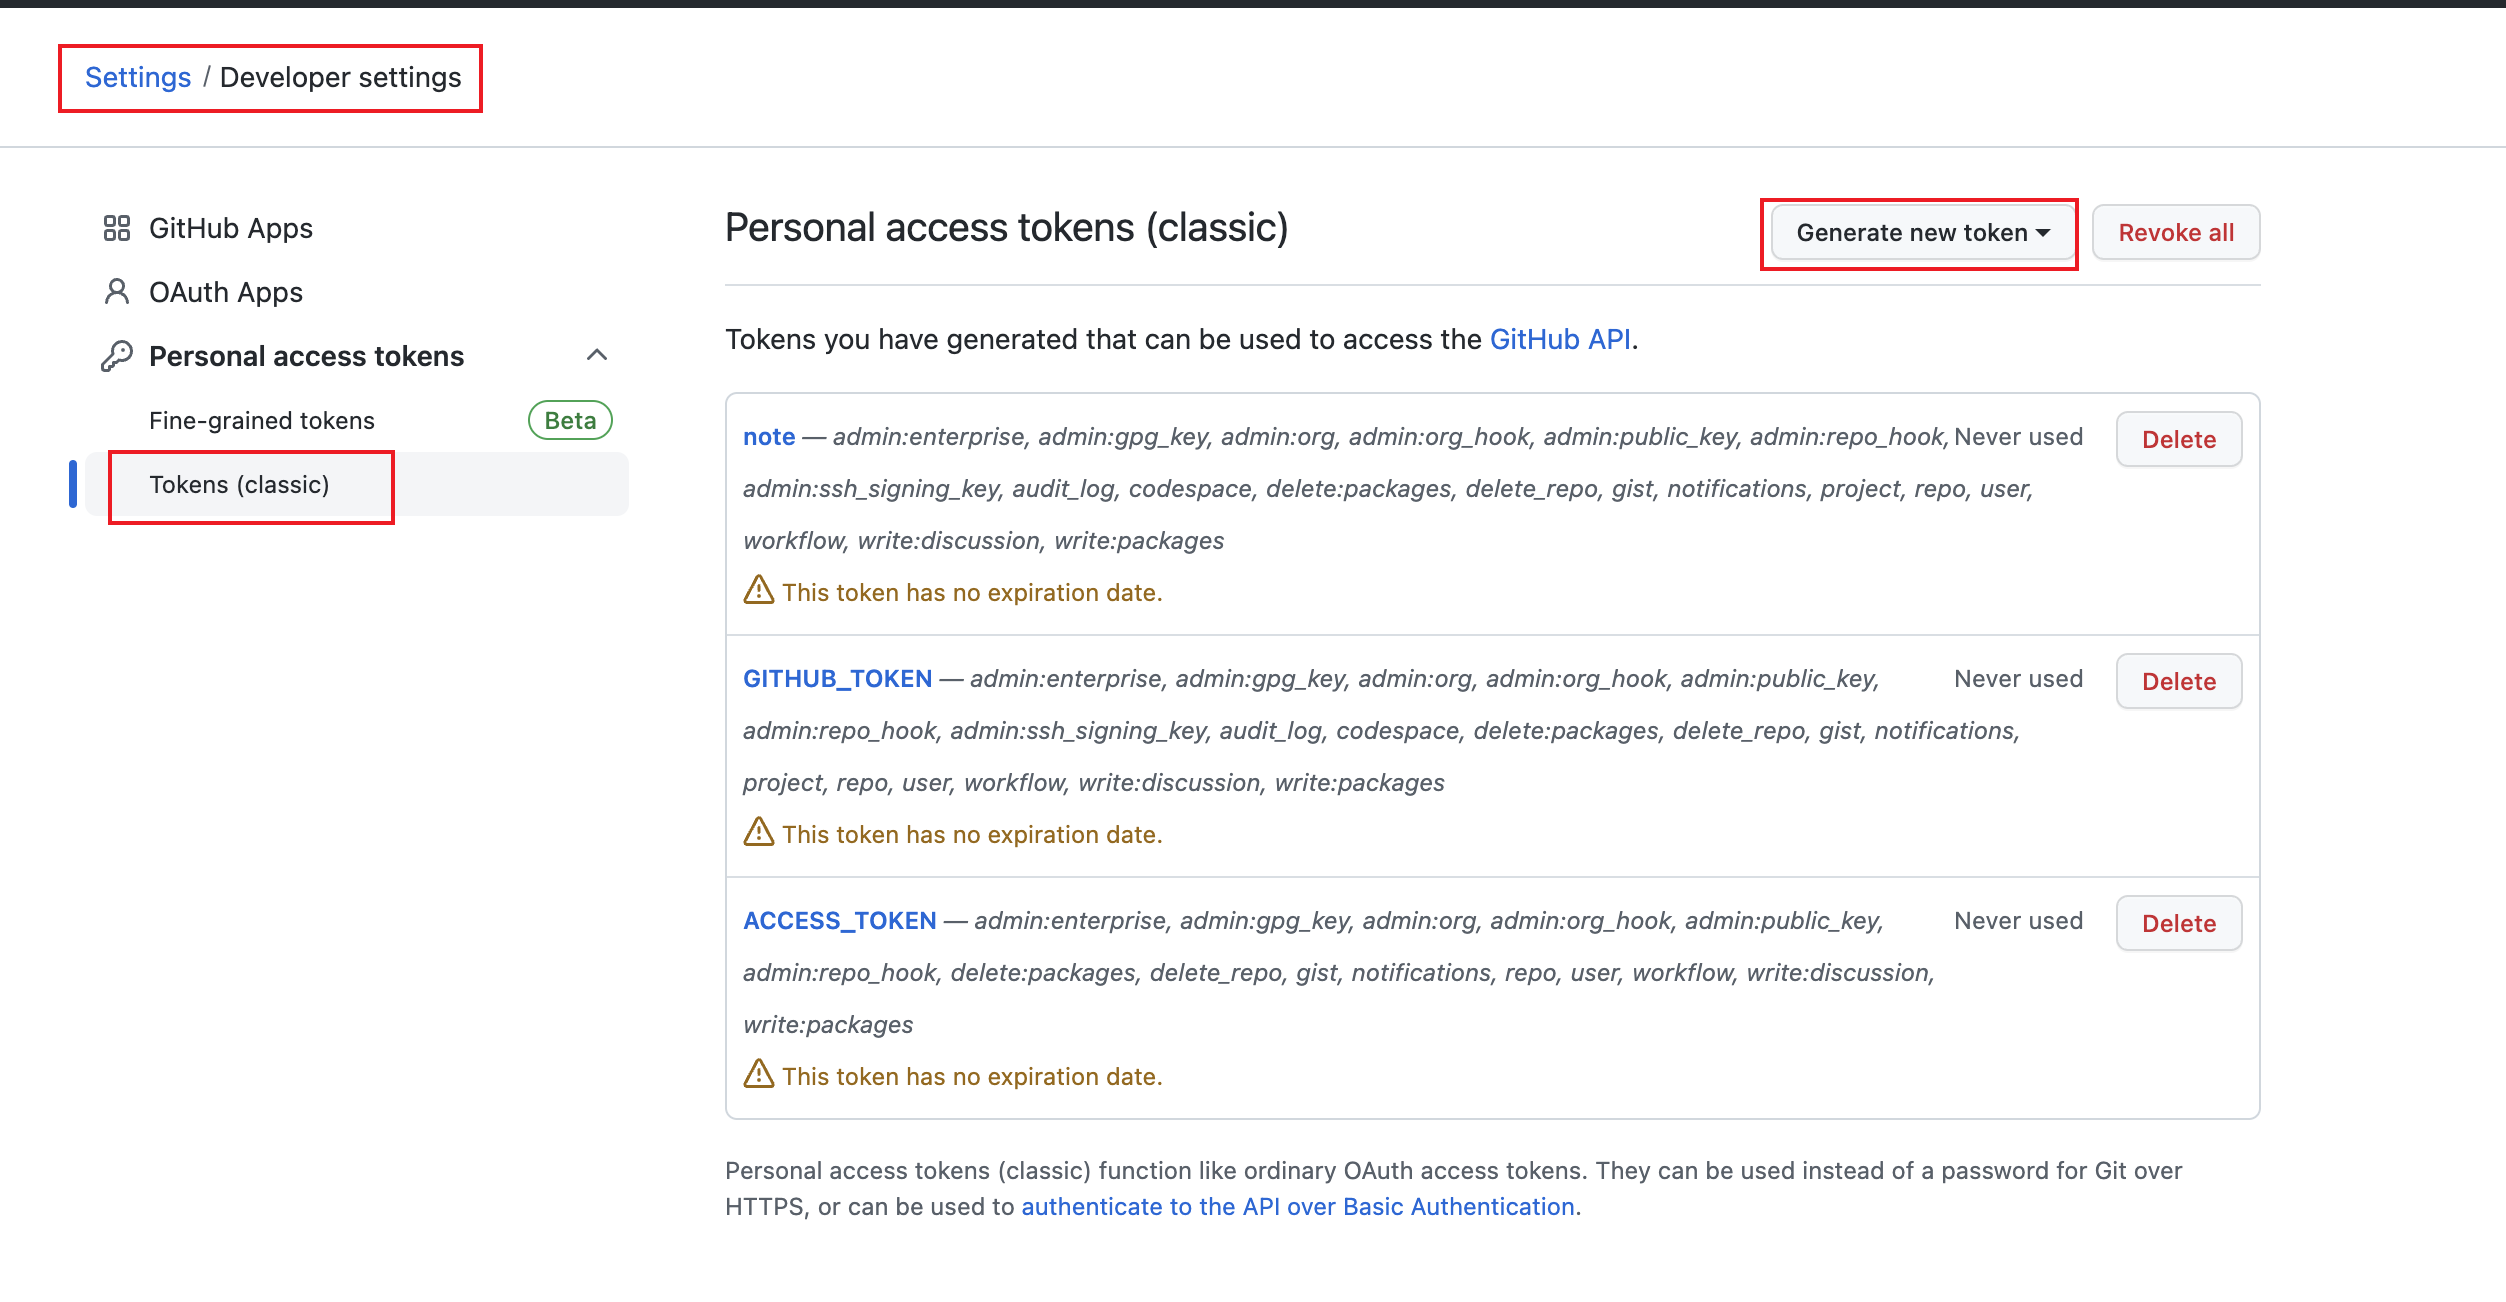 Settings / Developer settings
GitHub Apps
OAuth Apps
Personal access tokens
Fine-grained tokens Beta
Tokens (classic)
Personal access tokens (classic)
Generate new token
Revoke all
Tokens you have generated that can be used to access the GitHub API.
note — admin:enterprise, admin:gpg_key, admin:org, admin:org_hook, admin:public_key, admin:repo_hook, Never used Delete
admin:ssh_signing_key, audit_log, codespace, delete:packages, delete_repo, gist, notifications, project, repo, user,
workflow, write:discussion, write:packages
This token has no expiration date.
GITHUB_TOKEN — admin:enterprise, admin:gpg_key, admin:org, admin:org_hook, admin:public_key, Never used Delete
admin:repo_hook, admin:ssh_signing_key, audit_log, codespace, delete:packages, delete_repo, gist, notifications,
project, repo, user, workflow, write:discussion, write:packages
This token has no expiration date.
ACCESS_TOKEN — admin:enterprise, admin:gpg_key, admin:org, admin:org_hook, admin:public_key, Never used Delete
admin:repo_hook, delete:packages, delete_repo, gist, notifications, repo, user, workflow, write:discussion,
write:packages
This token has no expiration date.
Personal access tokens (classic) function like ordinary OAuth access tokens. They can be used instead of a password for Git over
HTTPS, or can be used to authenticate to the API over Basic Authentication.